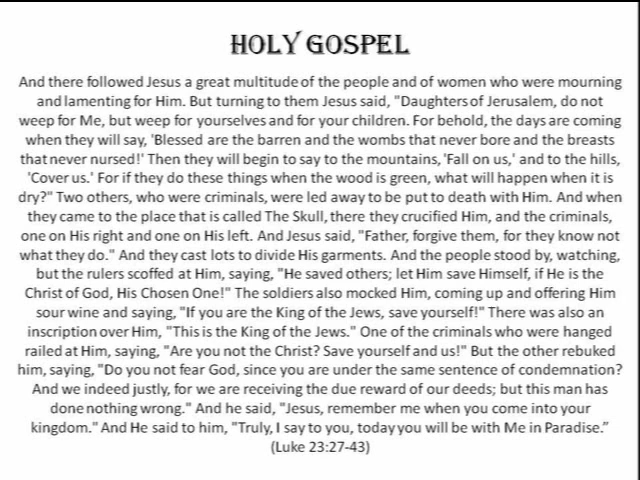 HOLY GOSPEL
And there followed Jesus a great multitude of the people and of women who were mourning
and lamenting for Him. But turning to them Jesus said, "Daughters of Jerusalem, do not
weep for Me, but weep for yourselves and for your children. For behold, the days are coming
when they will say, 'Blessed are the barren and the wombs that never bore and the breasts
that never nursed!' Then they will begin to say to the mountains, 'Fall on us,' and to the hills,
'Cover us.' For if they do these things when the wood is green, what will happen when it is
dry?" Two others, who were criminals, were led away to be put to death with Him. And when
they came to the place that is called The Skull, there they crucified Him, and the criminals,
one on His right and one on His left. And Jesus said, "Father, forgive them, for they know not
what they do." And they cast lots to divide His garments. And the people stood by, watching,
but the rulers scoffed at Him, saying, "He saved others; let Him save Himself, if He is the
Christ of God, His Chosen One!" The soldiers also mocked Him, coming up and offering Him
sour wine and saying, "If you are the King of the Jews, save yourself!" There was also an
inscription over Him, "This is the King of the Jews." One of the criminals who were hanged
railed at Him, saying, "Are you not the Christ? Save yourself and us!" But the other rebuked
him, saying, "Do you not fear God, since you are under the same sentence of condemnation?
And we indeed justly, for we are receiving the due reward of our deeds; but this man has
done nothing wrong." And he said, "Jesus, remember me when you come into your
kingdom." And He said to him, "Truly, I say to you, today you will be with Me in Paradise."
(Luke 23:27-43)